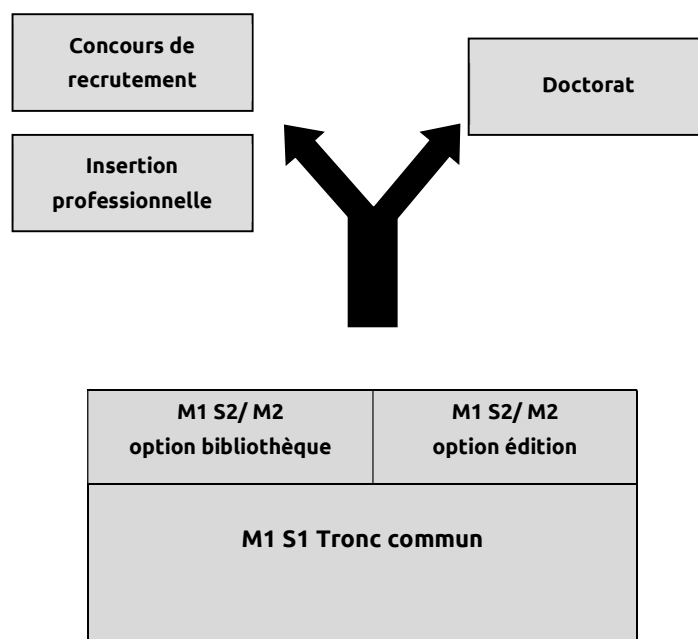 Concours de
recrutement
Doctorat
Insertion
professionnelle
M1 S2/ M2
option bibliothèque
M1 S2/ M2
option édition
M1 S1 Tronc commun